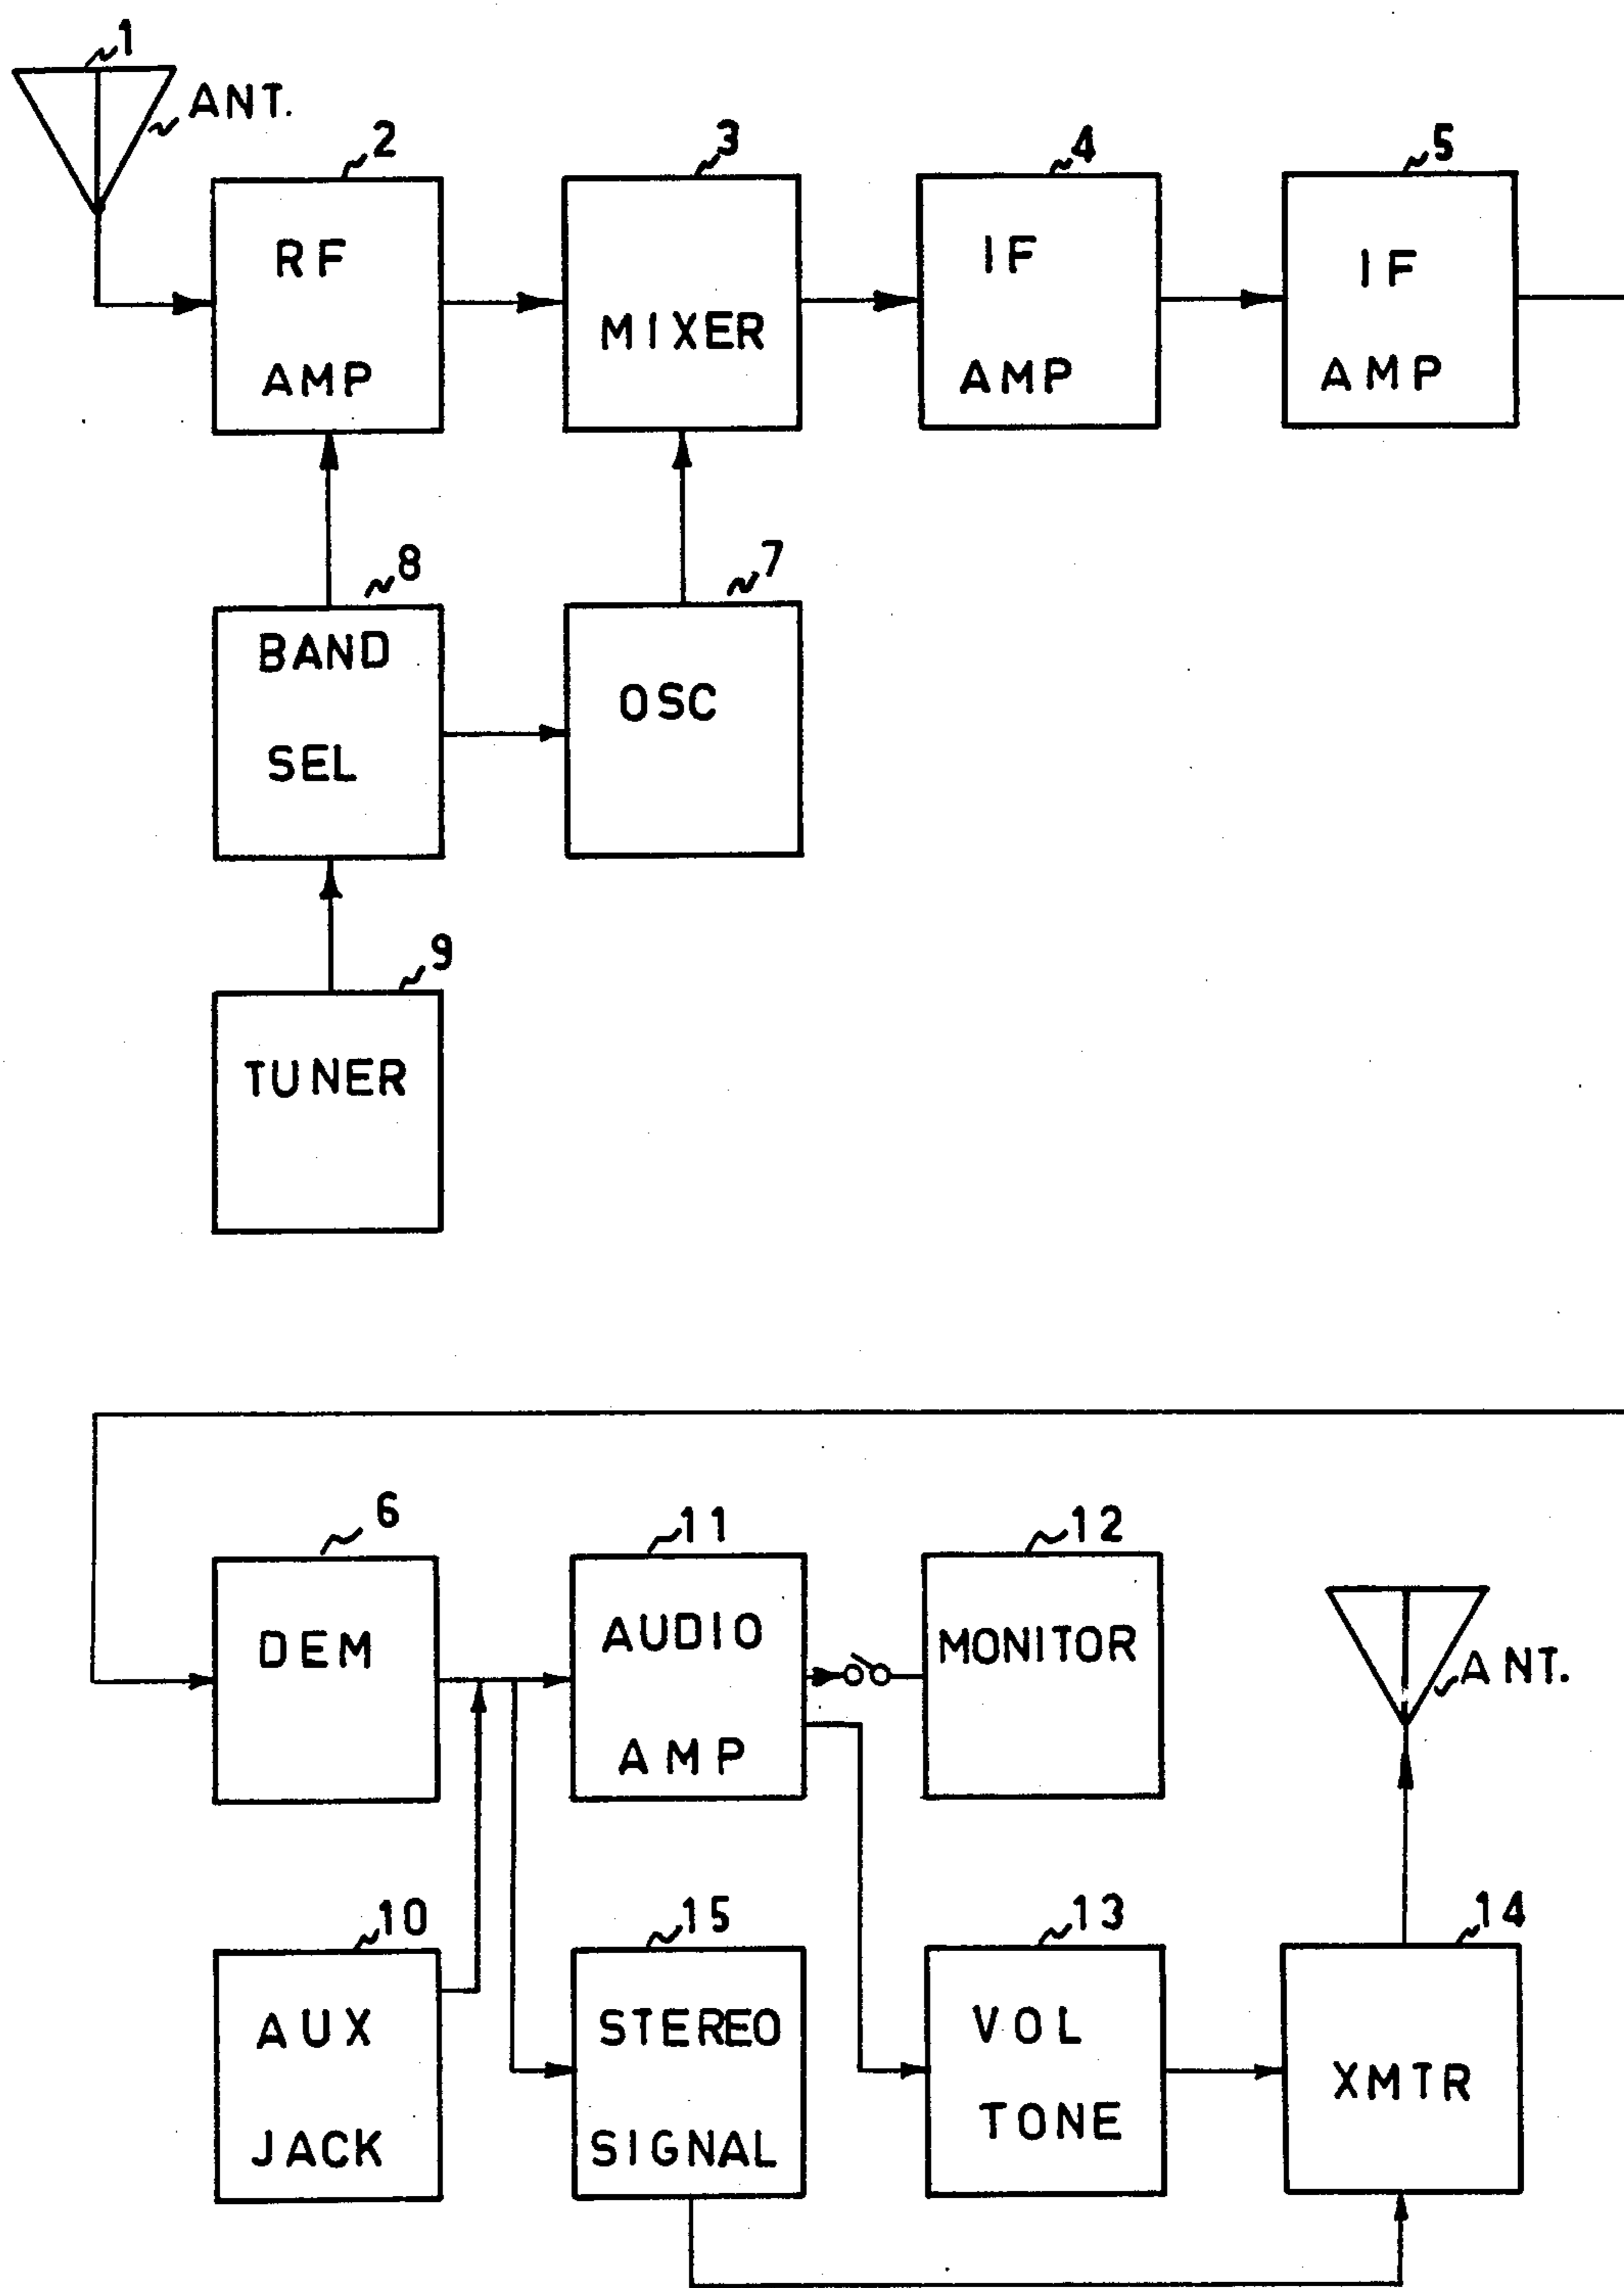 1
ANT.
2
RF
AMP
3
MIXER
4
IF
AMP
5
IF
AMP
8
BAND
SEL
7
OSC
9
TUNER
6
DEM
11
AUDIO
AMP
12
MONITOR
ANT.
10
AUX
JACK
15
STEREO
SIGNAL
13
VOL
TONE
14
XMTR